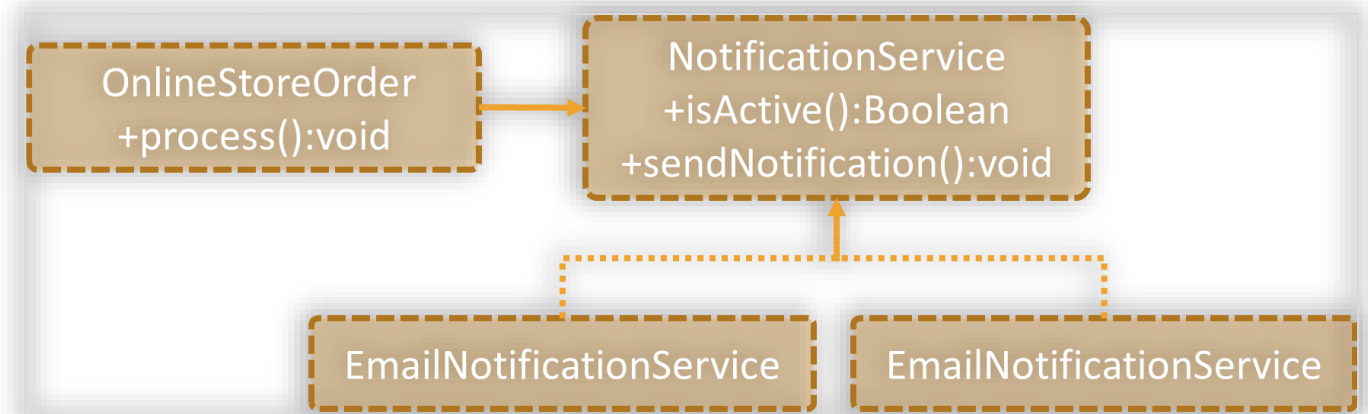 OnlineStoreOrder
+process():void
NotificationService
+isActive():Boolean
+sendNotification():void
EmailNotificationService
EmailNotificationService